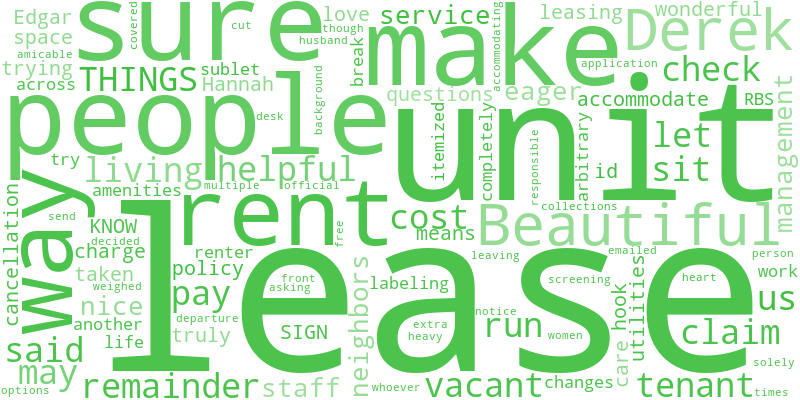 sure
make
Derek
Edgar
space
amicable
trying
across
THINGS
sublet
Hannah
love
though
husband
cut
covered
break
service
questions
accommodating
leasing
wonderful
eager
application
check
accommodate
RBS
management
people
unit
background
desk
itemized
completely
responsible
arbitrary
let
id
sit
try
living
helpful
amenities
multiple
official
way
rent
cost
means
Beautiful
collections
cancellation
KNOW
decided
send
charge
renter
free
policy
taken
weighed
front
asking
neighbors
labeling
leaving
emailed
screening
utilities
hook
care
heart
person
work
us
pay
nice
another
life
truly
departure
SIGN
lease
extra
heavy
notice
run
women
claim
solely
said
may
options
remainder
staff
whoever
vacant
changes
tenant
times